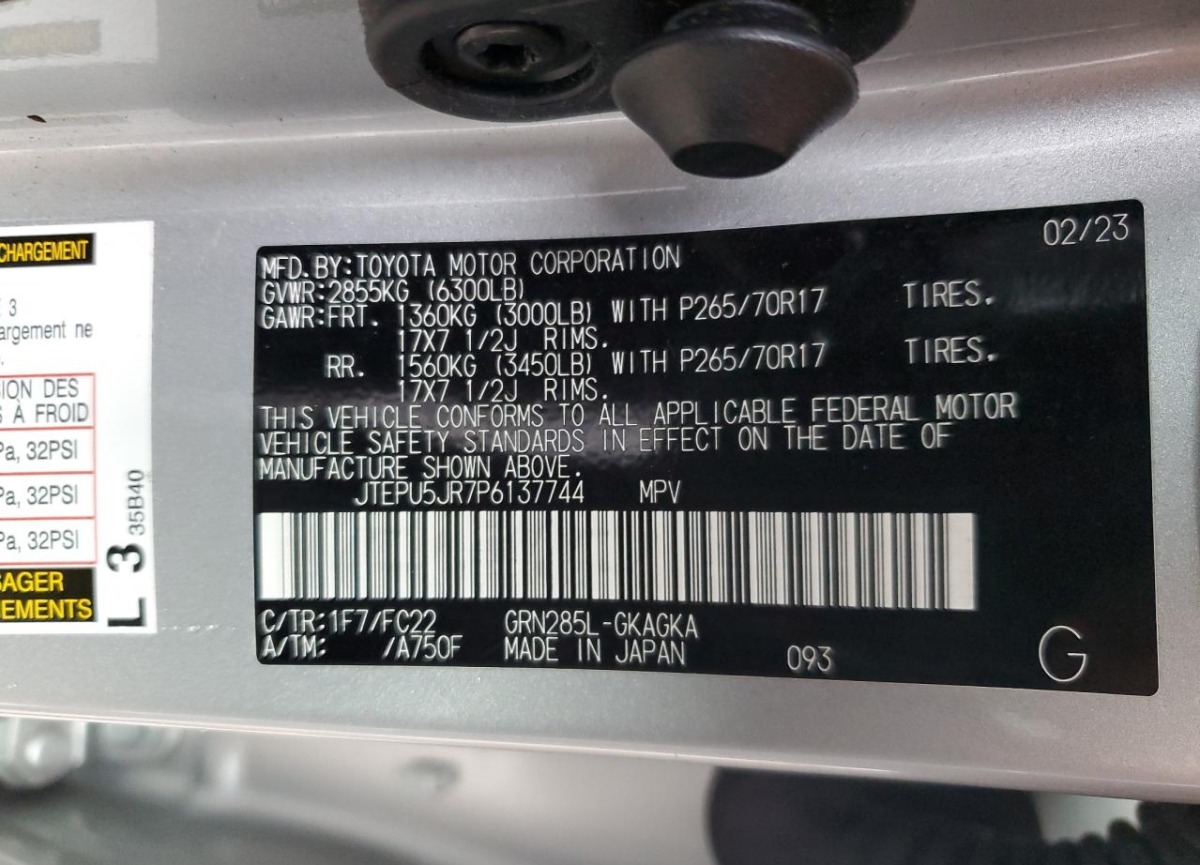 CHARGEMENT
3
argement ne
ION DES
À FROID
Pa, 32PSI
Pa, 32PSI
Pa, 32PSI
SAGER
EMENTS
L 3 35B40
02/23
MFD.BY:TOYOTA MOTOR CORPORATION
GVWR:2855KG (6300LB)
GAWR:FRT. 1360KG (3000LB) WITH P265/70R17 TIRES.
17X7 1/2J RIMS.
RR. 1560KG (3450LB) WITH P265/70R17 TIRES.
17X7 1/2J RIMS.
THIS VEHICLE CONFORMS TO ALL APPLICABLE FEDERAL MOTOR
VEHICLE SAFETY STANDARDS IN EFFECT ON THE DATE OF
MANUFACTURE SHOWN ABOVE.
JTEPU5JR7P6137744 MPV
C/TR:1F7/FC22 GRN285L-GKAGKA
A/TM: /A750F MADE IN JAPAN 093 G